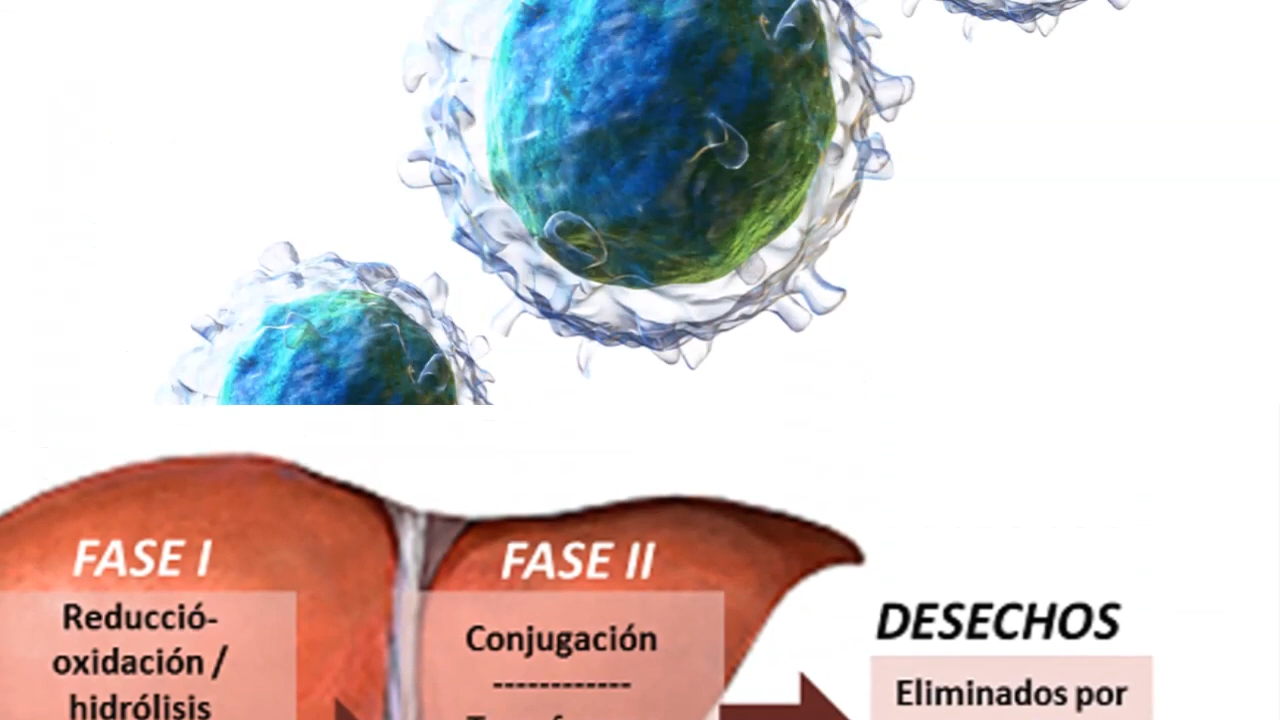 FASE I
Reducció-
oxidación /
hidrólisis
FASE II
Conjugación
------------
DESECHOS
Eliminados por